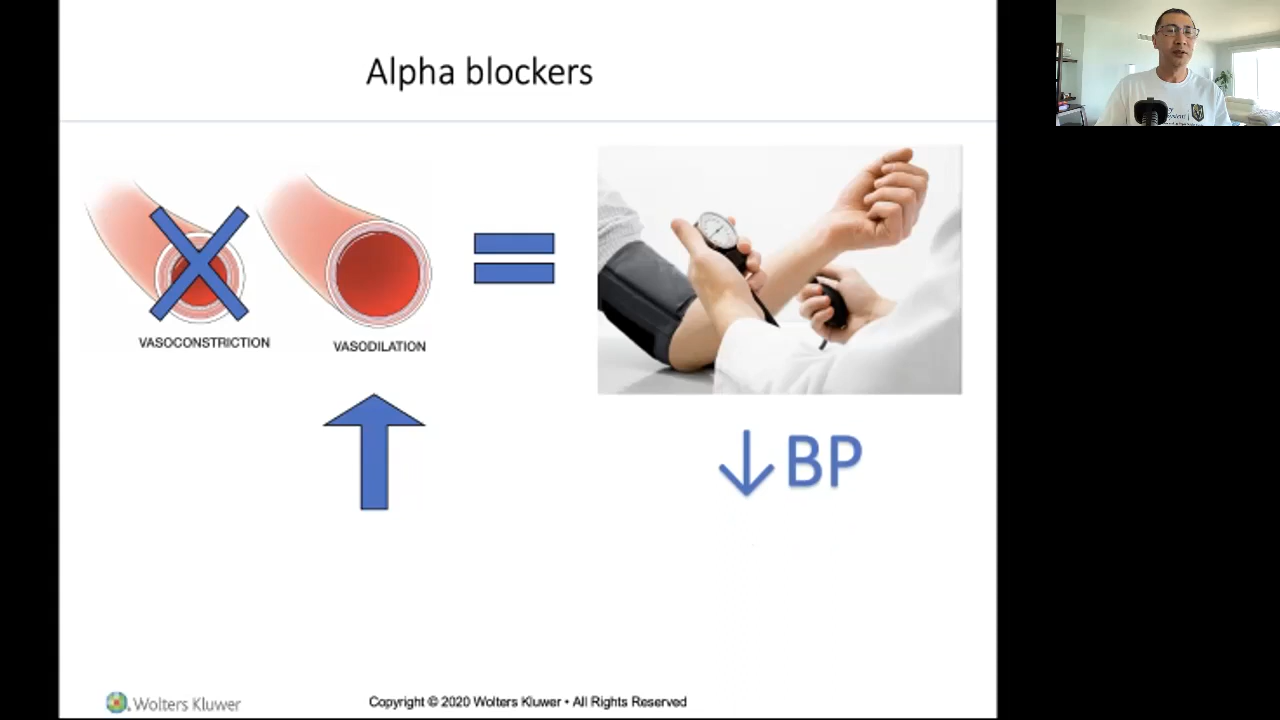 Alpha blockers
VASOCONSTRICTION
VASODILATION
↓ BP
Wolters Kluwer
Copyright © 2020 Wolters Kluwer • All Rights Reserved